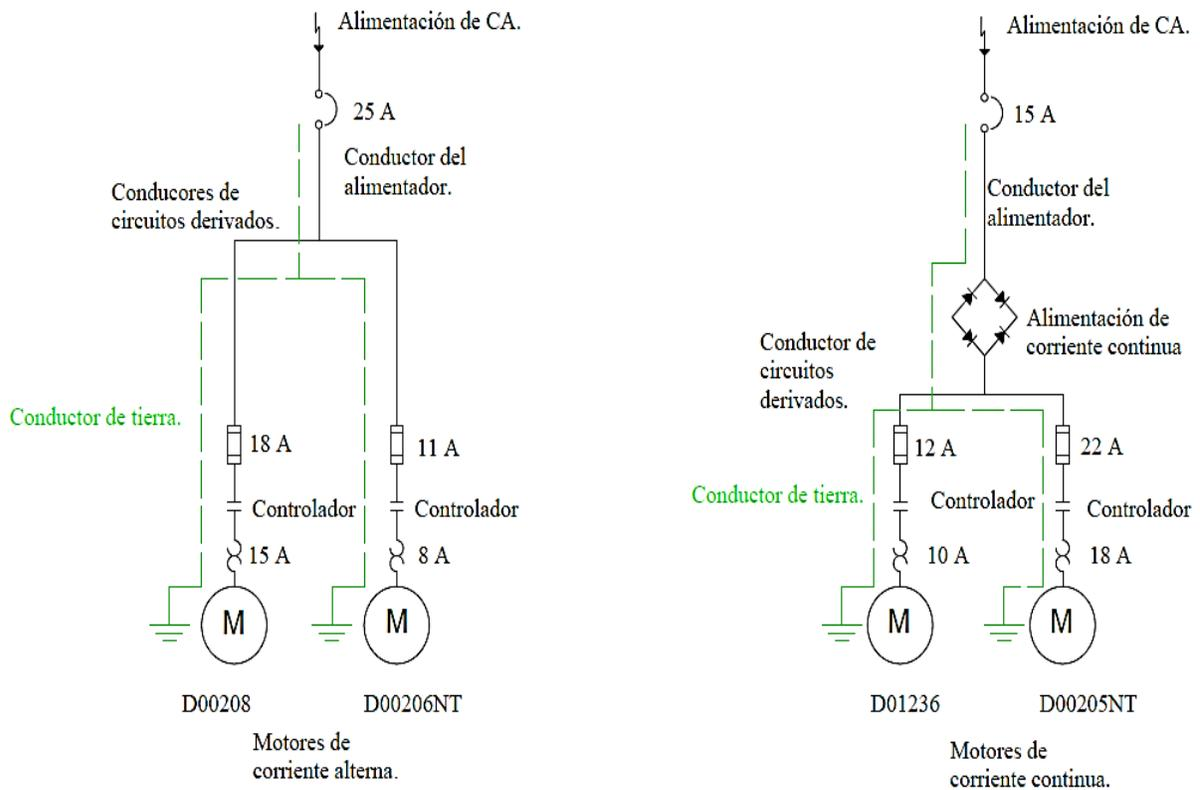 Alimentación de CA.
25 A
Conductor del
alimentador.
Conducores de
circuitos derivados.
Conductor de tierra.
18 A
11 A
Controlador
Controlador
15 A
8 A
M
M
D00208
D00206NT
Motores de
corriente alterna.
Alimentación de CA.
15 A
Conductor del
alimentador.
Alimentación de
corriente continua
Conductor de
circuitos
derivados.
12 A
22 A
Conductor de tierra.
Controlador
Controlador
10 A
18 A
M
M
D01236
D00205NT
Motores de
corriente continua.